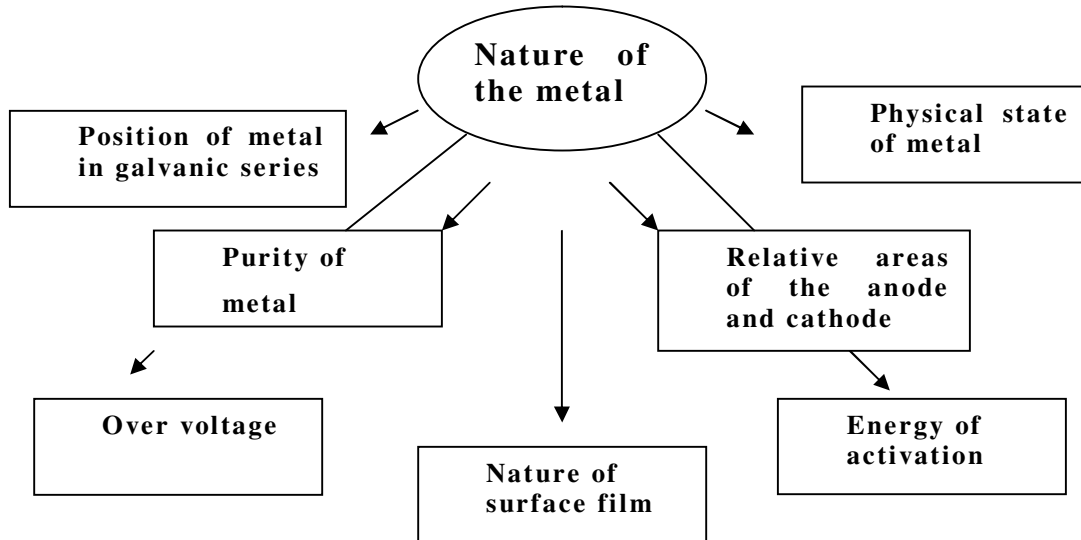 Nature of
the metal
Position of metal
in galvanic series
Physical state
of metal
Purity of
metal
Relative areas
of the anode
and cathode
Over voltage
Nature of
surface film
Energy of
activation